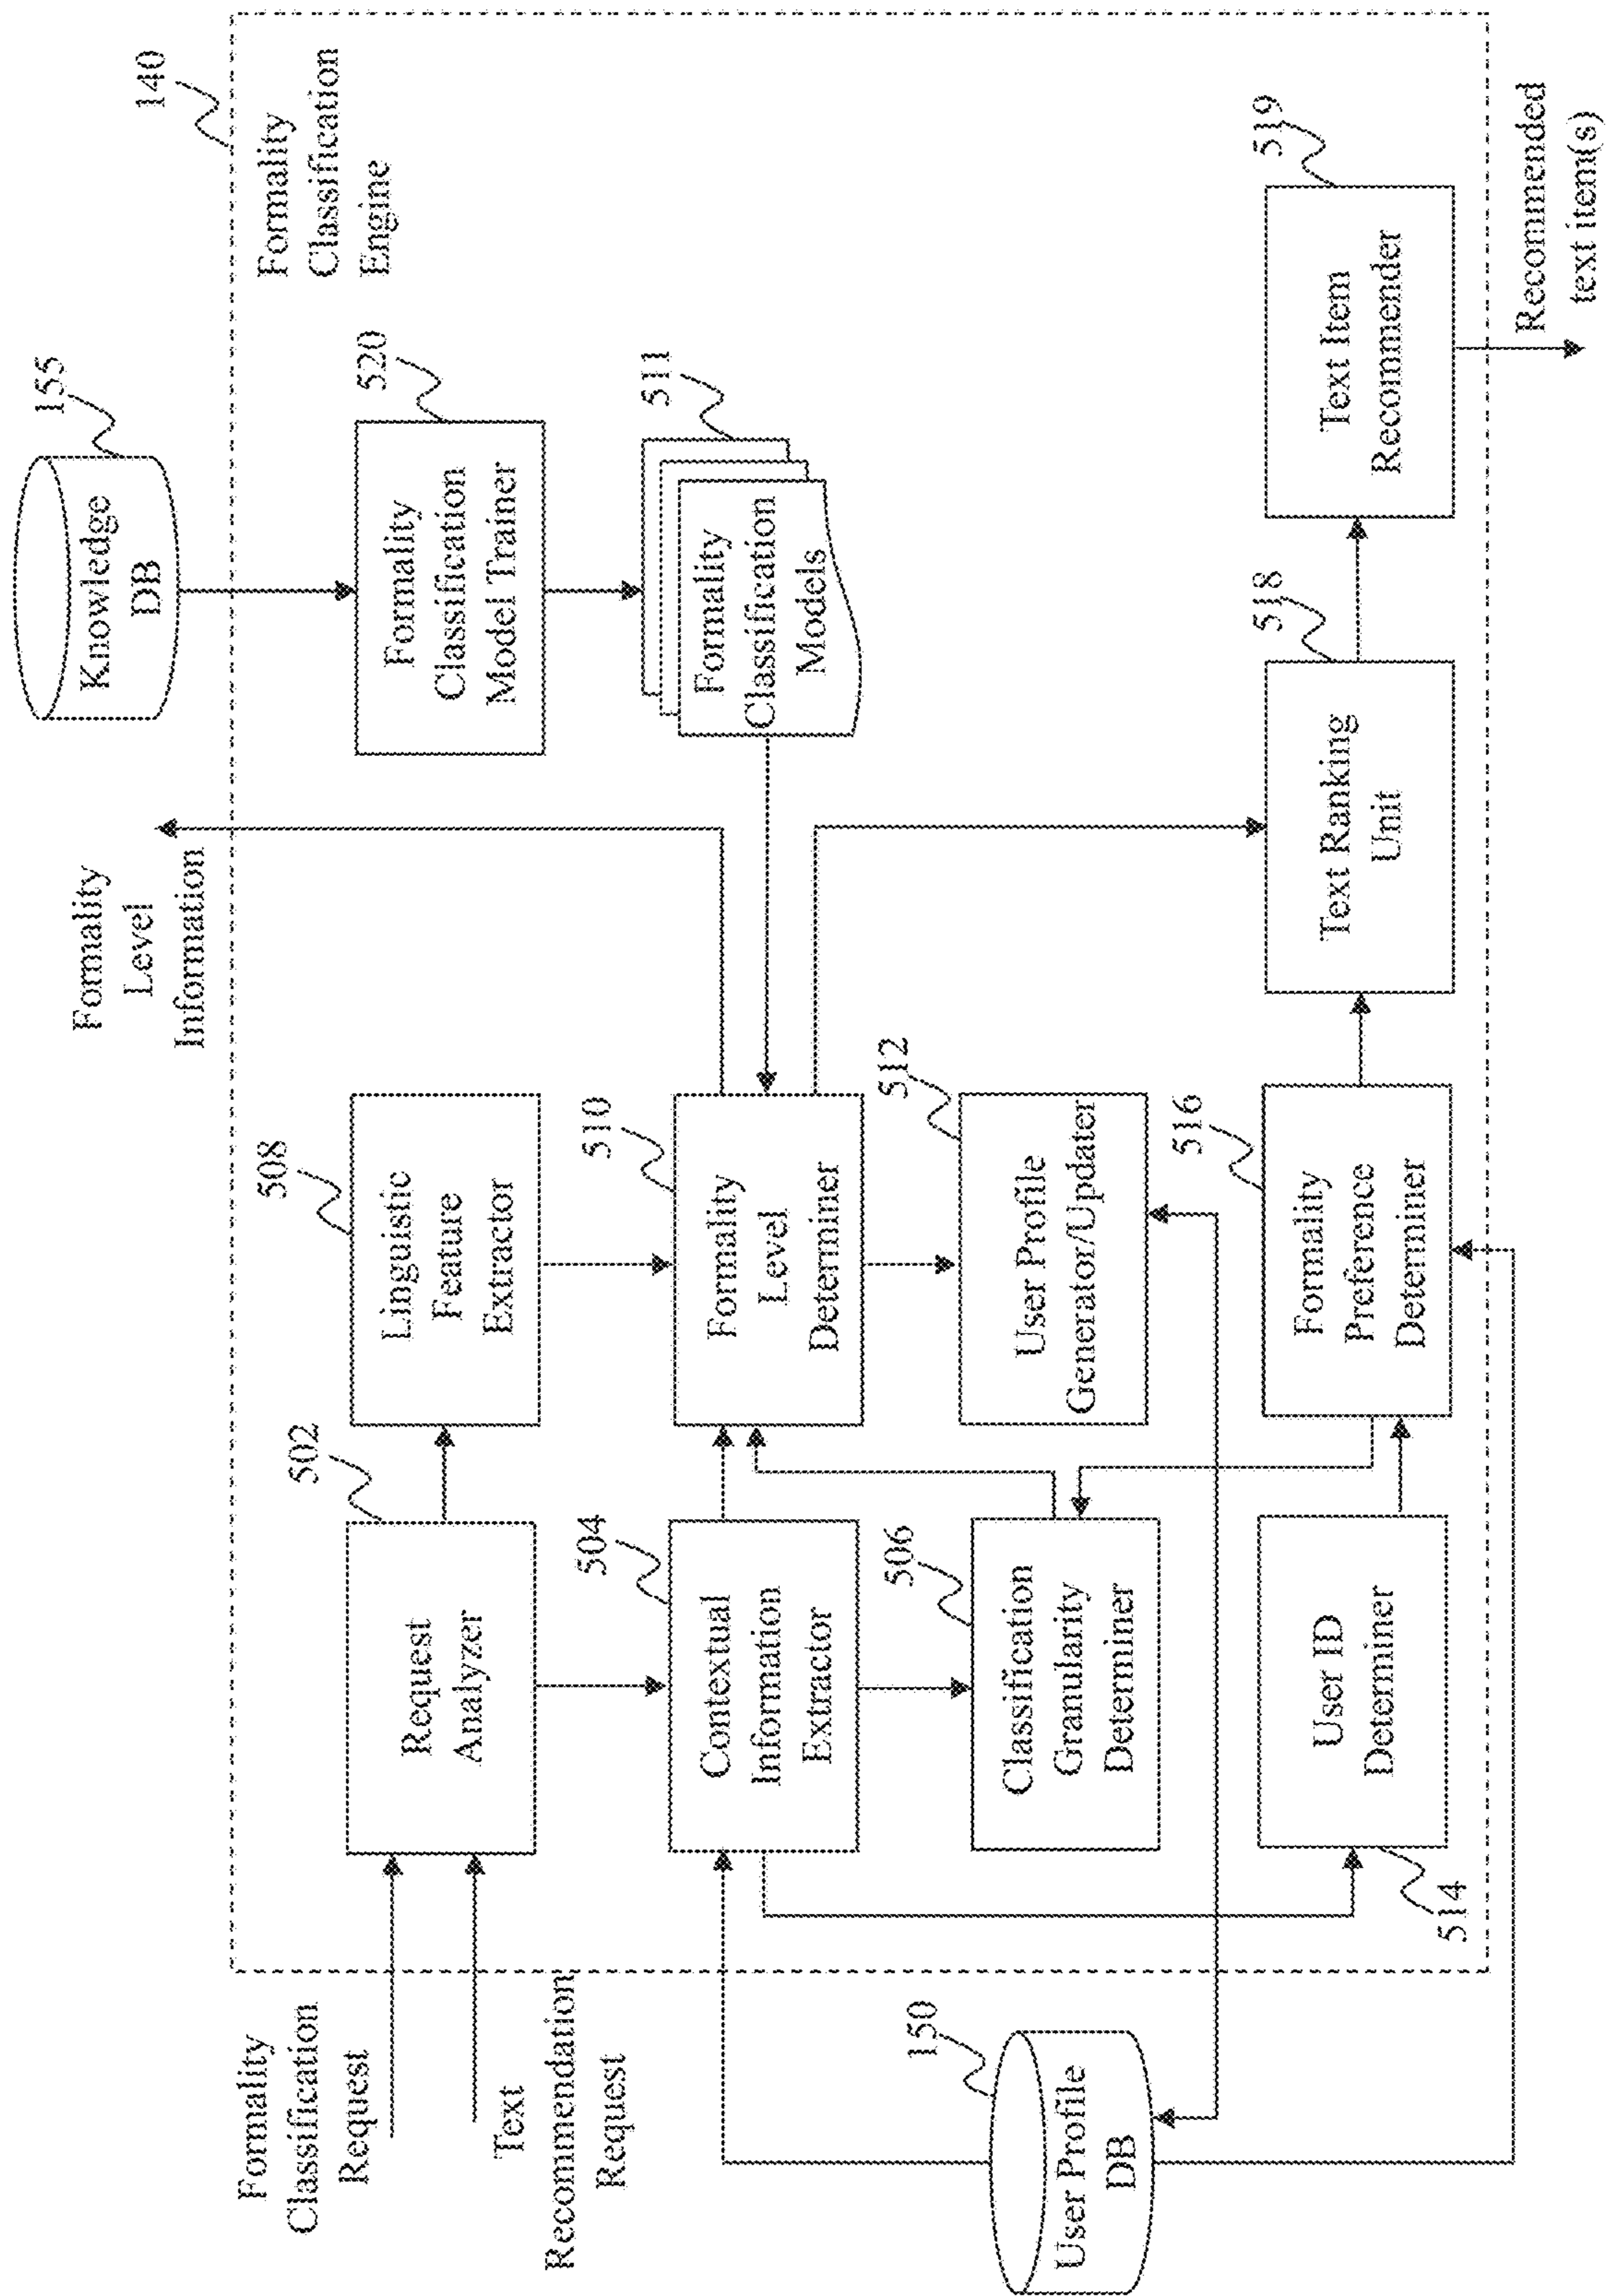 155
Knowledge
DB
140
Formality
Classification
Engine
Formality
Level
Information
520
Formality
Classification
Model Trainer
511
Formality
Classification
Models
Formality
Classification
Request
Text
Recommendation
Request
502
Request
Analyzer
508
Linguistic
Feature
Extractor
504
Contextual
Information
Extractor
510
Formality
Level
Determiner
506
Classification
Granularity
Determiner
512
User Profile
Generator/Updater
150
User Profile
DB
514
User ID
Determiner
516
Formality
Preference
Determiner
518
Text Ranking
Unit
519
Text Item
Recommender
Recommended
text item(s)